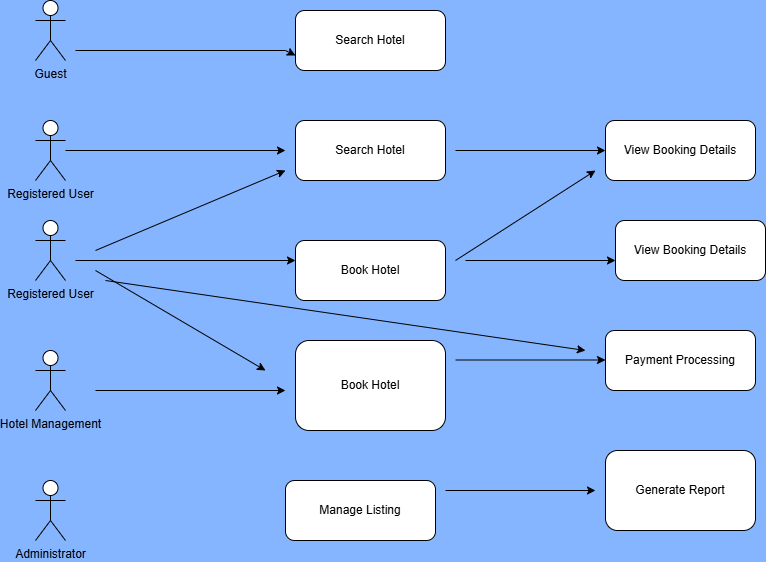 Search Hotel
Guest
Search Hotel
View Booking Details
Registered User
View Booking Details
Book Hotel
Registered User
Payment Processing
Book Hotel
Hotel Management
Generate Report
Manage Listing
Administrator